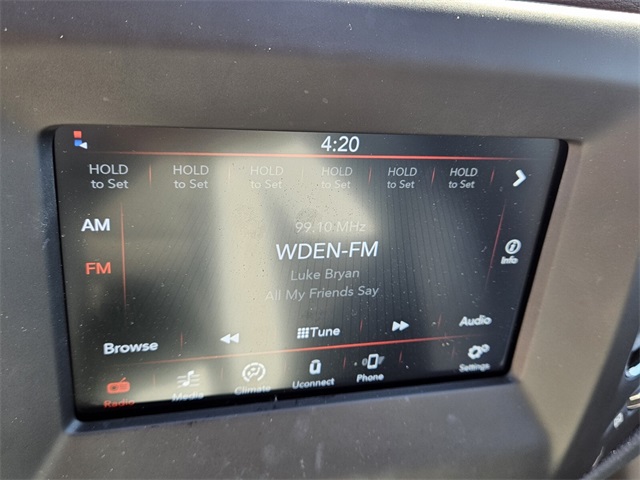 4:20
HOLD to Set HOLD to Set HOLD to Set HOLD to Set HOLD to Set HOLD to Set
AM
FM
99.10 MHz
WDEN-FM
Luke Bryan
All My Friends Say
Info
Browse
Tune
Audio
Radio Media Climate Uconnect Phone Settings